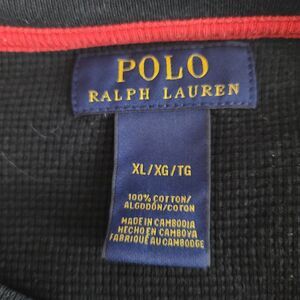 POLO
RALPH LAUREN
XL/XG/TG
100% COTTON/
ALGODÓN/COTON
MADE IN CAMBODIA
HECHO EN CAMBOYA
FABRIQUÉ AU CAMBODGE